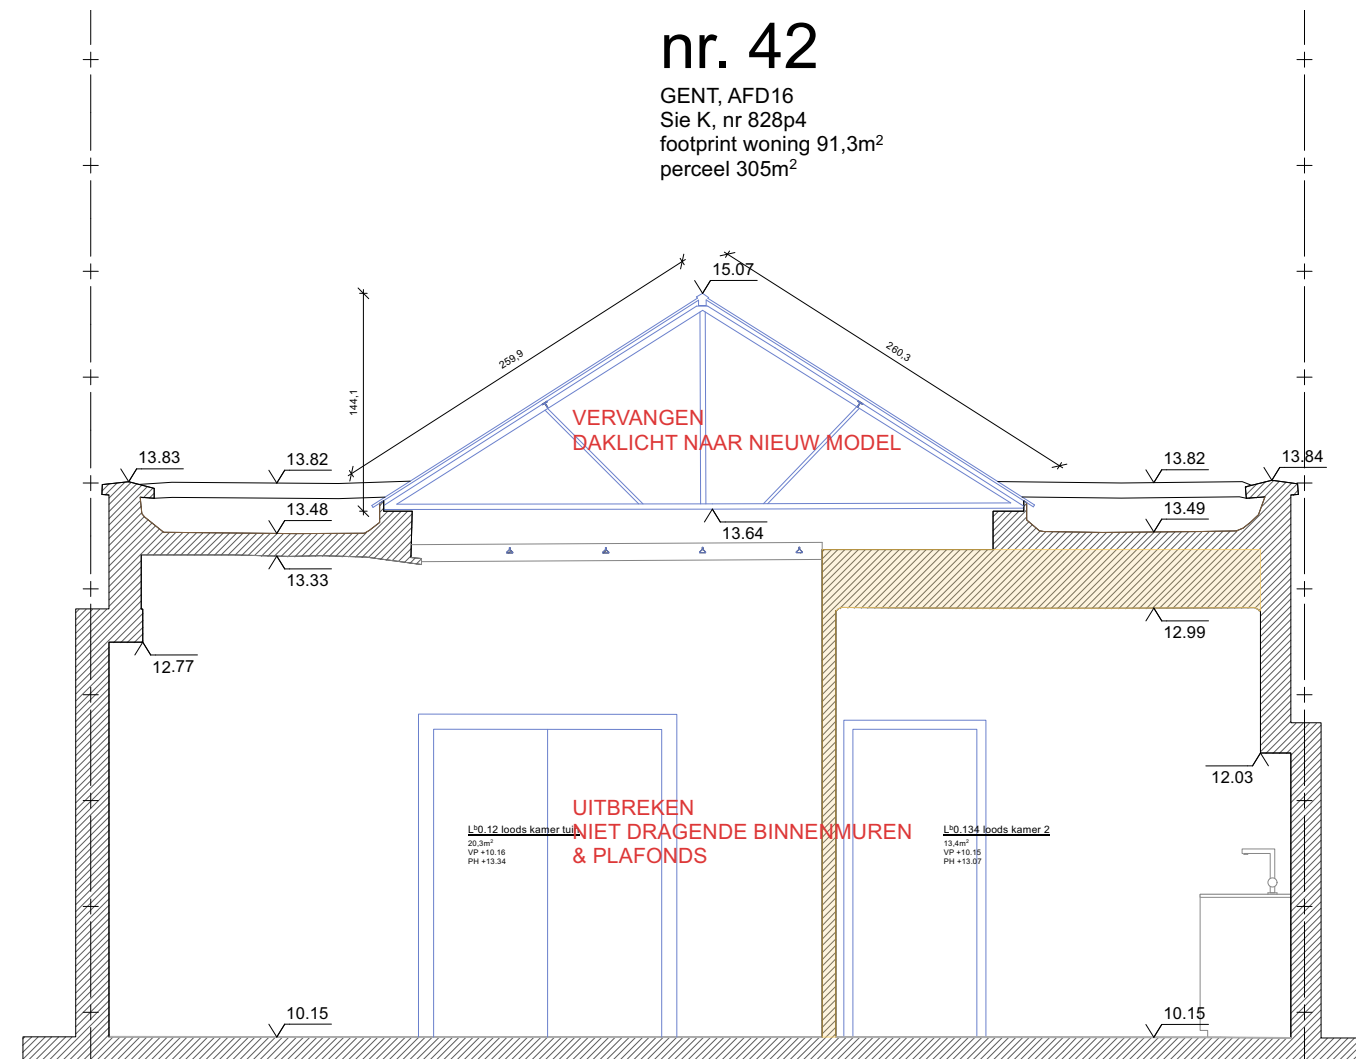 nr. 42
GENT, AFD16
Sie K, nr 828p4
footprint woning 91,3m²
perceel 305m²
15.07
259,9
260,3
144,1
VERVANGEN
DAKLICHT NAAR NIEUW MODEL
13.83
13.82
13.82
13.84
13.48
13.64
13.49
13.33
12.99
12.77
12.03
UITBREKEN
NIET DRAGENDE BINNENMUREN
& PLAFONDS
L⁵0.12 loods kamer tuin
20,3m²
VP +10.16
PH +13.34
L⁵0.134 loods kamer 2
13,4m²
VP +10.15
PH +13.07
10.15
10.15